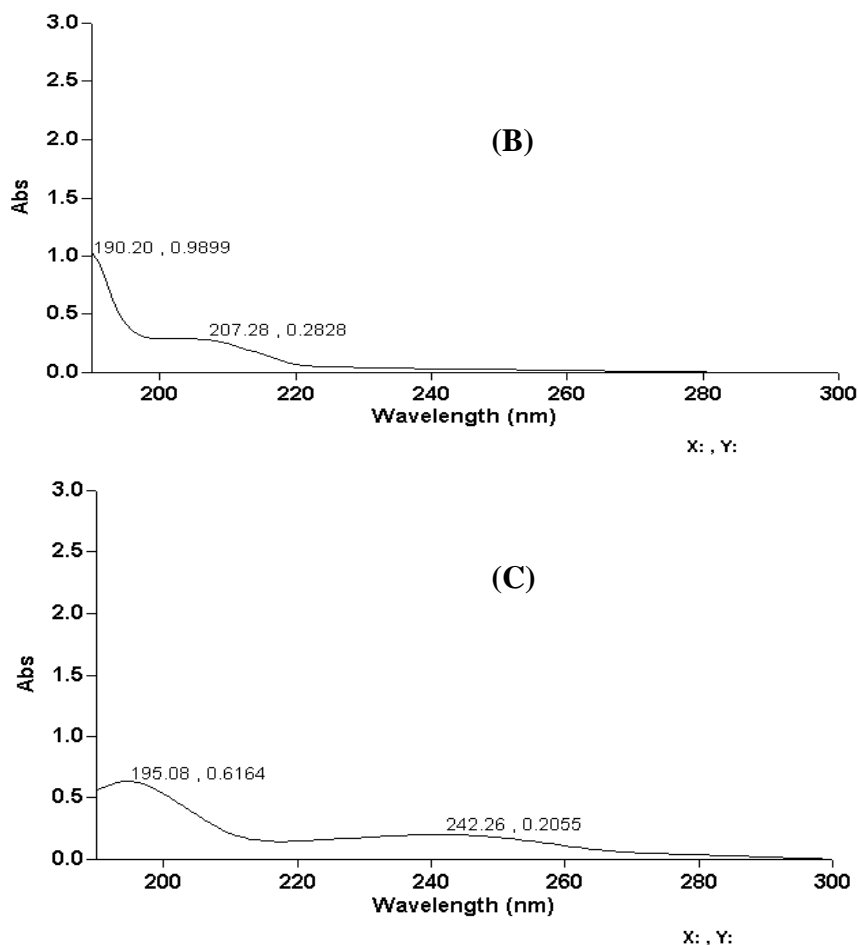 3.0
2.5
2.0
(B)
1.5
Abs
1.0
190.20 , 0.9899
0.5
207.28 , 0.2828
0.0
200 220 240 260 280 300
Wavelength (nm)
X: , Y:
3.0
2.5
(C)
2.0
1.5
Abs
1.0
195.08 , 0.6164
0.5
242.26 , 0.2055
0.0
200 220 240 260 280 300
Wavelength (nm)
X: , Y: